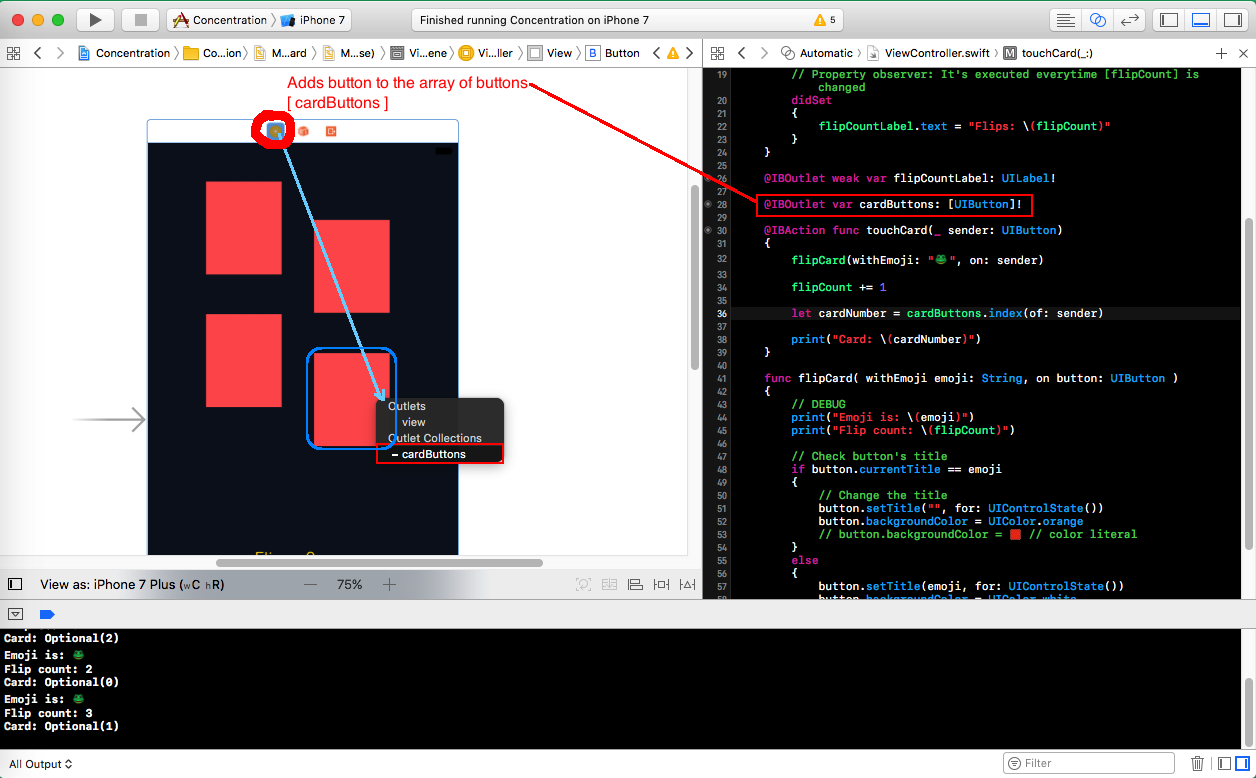 Concentration 〉 iPhone 7
Finished running Concentration on iPhone 7
5
Concentration 〉 Co...ion 〉 M...ard 〉 M...se) 〉 Vi...ene 〉 Vi...ller 〉 View 〉 B Button
Automatic 〉 ViewController.swift 〉 M touchCard(_:)
Adds button to the array of buttons
[ cardButtons ]
Outlets
view
Outlet Collections
– cardButtons
View as: iPhone 7 Plus (wC hR)
— 75% +
19 // Property observer: It's executed everytime [flipCount] is
changed
20 didSet
21 {
22 flipCountLabel.text = "Flips: \(flipCount)"
23 }
24 }
25
26 @IBOutlet weak var flipCountLabel: UILabel!
27
28 @IBOutlet var cardButtons: [UIButton]!
29
30 @IBAction func touchCard(_ sender: UIButton)
31 {
32 flipCard(withEmoji: "🐸", on: sender)
33
34 flipCount += 1
35
36 let cardNumber = cardButtons.index(of: sender)
37
38 print("Card: \(cardNumber)")
39 }
40
41 func flipCard( withEmoji emoji: String, on button: UIButton )
42 {
43 // DEBUG
44 print("Emoji is: \(emoji)")
45 print("Flip count: \(flipCount)")
46
47 // Check button's title
48 if button.currentTitle == emoji
49 {
50 // Change the title
51 button.setTitle("", for: UIControlState())
52 button.backgroundColor = UIColor.orange
53 // button.backgroundColor = 🟥 // color literal
54 }
55 else
56 {
57 button.setTitle(emoji, for: UIControlState())
Card: Optional(2)
Emoji is: 🐸
Flip count: 2
Card: Optional(0)
Emoji is: 🐸
Flip count: 3
Card: Optional(1)
All Output
Filter